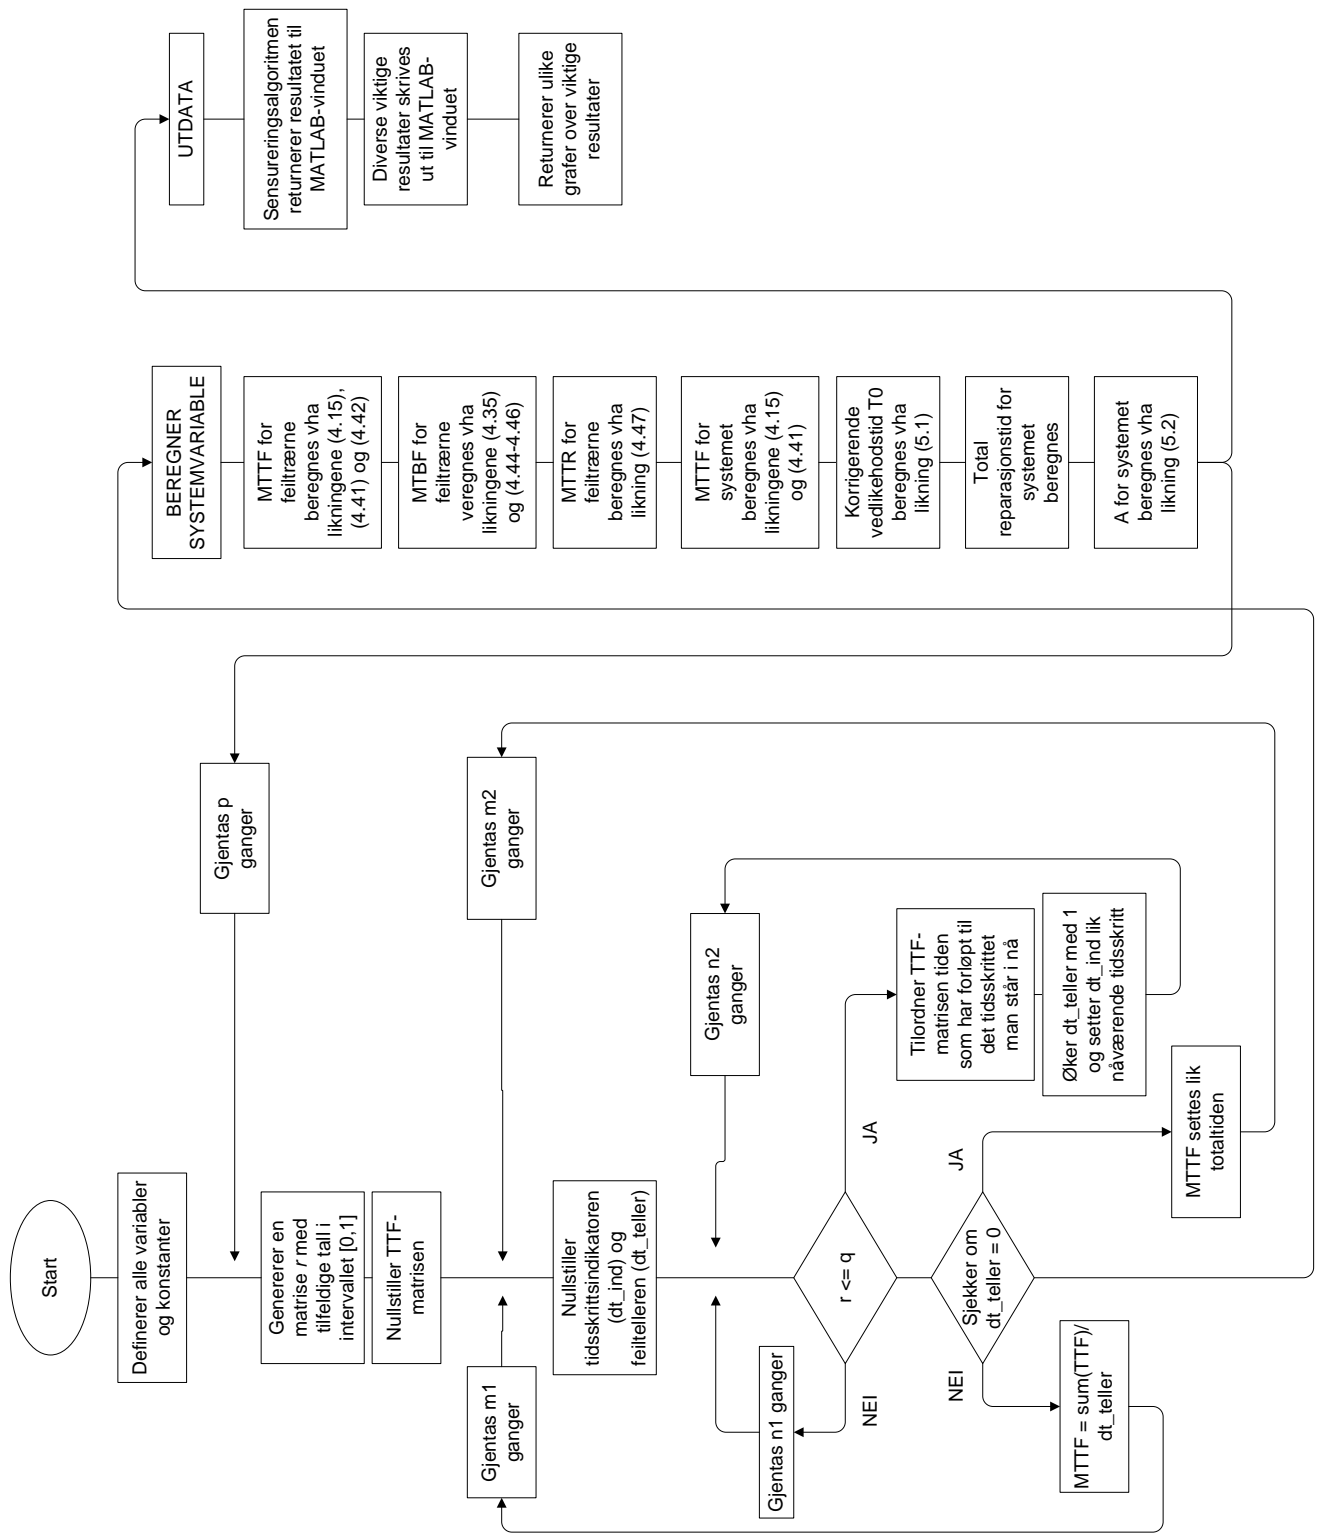 Start
Definerer alle variabler
og konstanter
Gjentas p
ganger
Genererer en
matrise r med
tilfeldige tall i
intervallet [0,1]
Nullstiller TTF-
matrisen
Gjentas m1
ganger
Gjentas m2
ganger
Nullstiller
tidsskrittsindikatoren
(dt_ind) og
feiltelleren (dt_teller)
Gjentas n2
ganger
Gjentas n1 ganger
r <= q
NEI
JA
Tilordner TTF-
matrisen tiden
som har forløpt til
det tidsskrittet
man står i nå
Øker dt_teller med 1
og setter dt_ind lik
nåværende tidsskritt
Sjekker om
dt_teller = 0
NEI
JA
MTTF = sum(TTF)/
dt_teller
MTTF settes lik
totaltiden
BEREGNER
SYSTEMVARIABLE
MTTF for
feiltrærne
beregnes vha
likningene (4.15),
(4.41) og (4.42)
MTBF for
feiltrærne
veregnes vha
likningene (4.35)
og (4.44-4.46)
MTTR for
feiltrærne
beregnes vha
likning (4.47)
MTTF for
systemet
beregnes vha
likningene (4.15)
og (4.41)
Korrigerende
vedlikehodstid T0
beregnes vha
likning (5.1)
Total
reparasjonstid for
systemet
beregnes
A for systemet
beregnes vha
likning (5.2)
UTDATA
Sensureringsalgoritmen
returnerer resultatet til
MATLAB-vinduet
Diverse viktige
resultater skrives
ut til MATLAB-
vinduet
Returnerer ulike
grafer over viktige
resultater